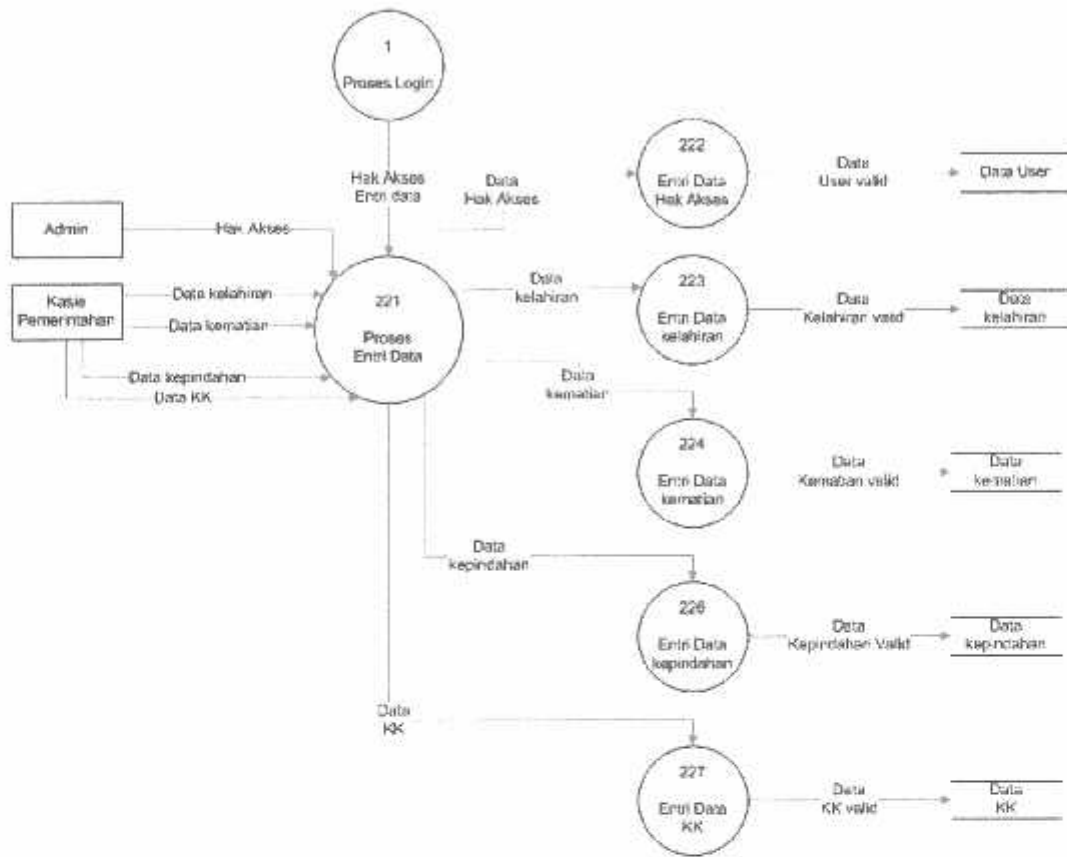 1
Proses Login
Hak Akses
Entri data
Data
Hak Akses
222
Entri Data
Hak Akses
Data
User valid
Data User
Admin
Hak Akses
Kasie
Pemerintahan
Data kelahiran
Data kematian
Data kepindahan
Data KK
221
Proses
Entri Data
Data
kelahiran
223
Entri Data
kelahiran
Data
Kelahiran valid
Data
kelahiran
Data
kematian
224
Entri Data
kematian
Data
Kematian valid
Data
kematian
Data
kepindahan
226
Entri Data
kepindahan
Data
Kepindahan Valid
Data
kepindahan
Data
KK
227
Entri Data
KK
Data
KK valid
Data
KK